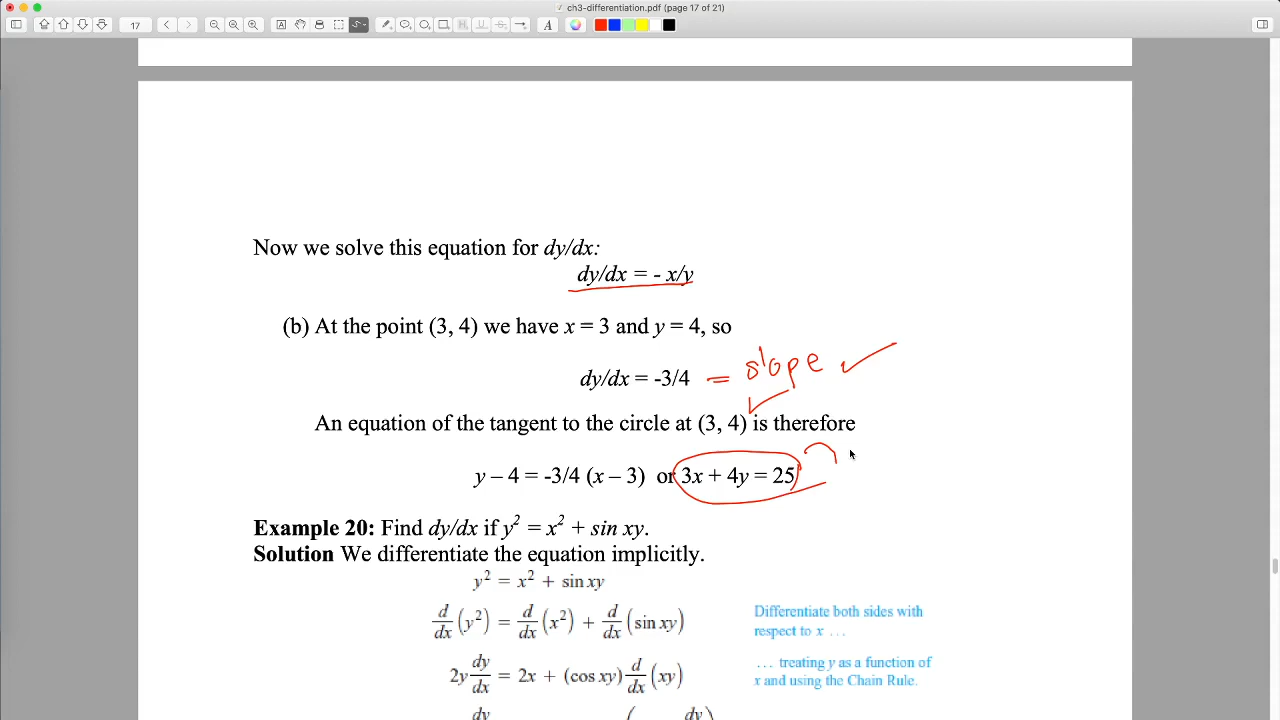 ch3-differentiation.pdf (page 17 of 21)
17
Now we solve this equation for dy/dx:
dy/dx = - x/y
(b) At the point (3, 4) we have x = 3 and y = 4, so
dy/dx = -3/4 = slope
An equation of the tangent to the circle at (3, 4) is therefore
y – 4 = -3/4 (x – 3) or 3x + 4y = 25
Example 20: Find dy/dx if y² = x² + sin xy.
Solution We differentiate the equation implicitly.
y² = x² + sin xy
d/dx (y²) = d/dx (x²) + d/dx (sin xy)
Differentiate both sides with
respect to x …
2y dy/dx = 2x + (cos xy) d/dx (xy)
… treating y as a function of
x and using the Chain Rule.